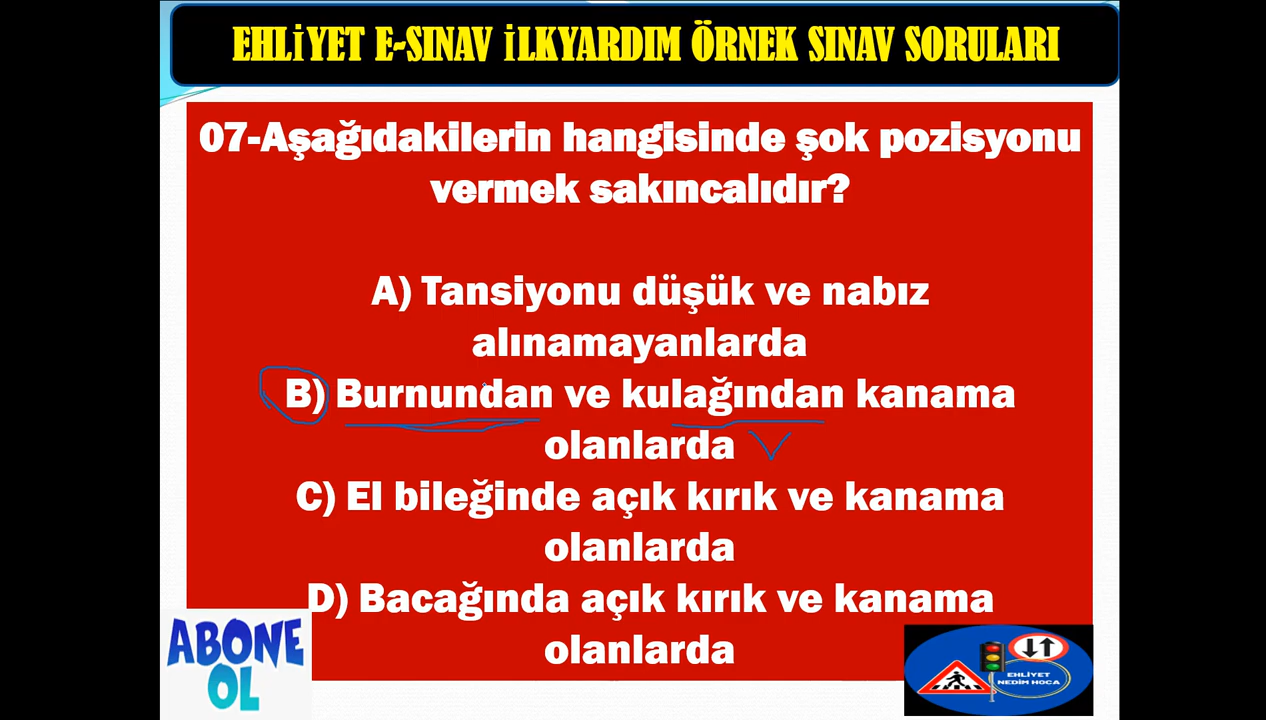 EHLİYET E-SINAV İLKYARDIM ÖRNEK SINAV SORULARI
07-Aşağıdakilerin hangisinde şok pozisyonu
vermek sakıncalıdır?
A) Tansiyonu düşük ve nabız
alınamayanlarda
B) Burnundan ve kulağından kanama
olanlarda
C) El bileğinde açık kırık ve kanama
olanlarda
D) Bacağında açık kırık ve kanama
olanlarda
ABONE
OL
EHLİYET
NEDİM HOCA